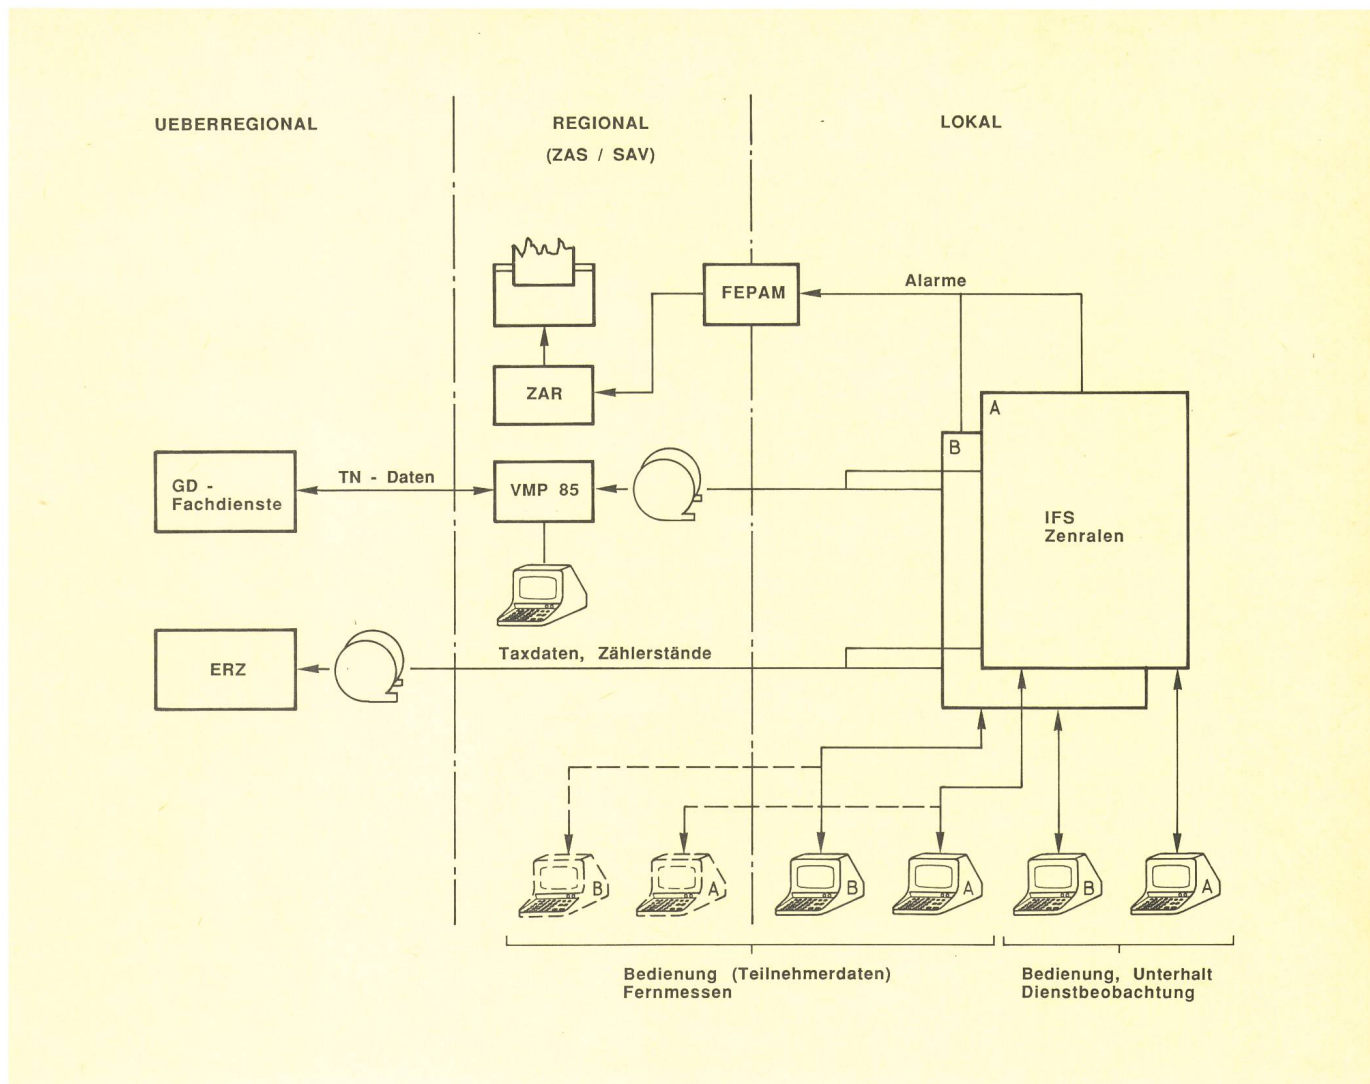 UEBERREGIONAL
REGIONAL
(ZAS / SAV)
LOKAL
FEPAM
Alarme
ZAR
A
B
GD -
Fachdienste
TN - Daten
VMP 85
IFS
Zenralen
ERZ
Taxdaten, Zählerstände
B
A
B
A
B
A
Bedienung (Teilnehmerdaten)
Fernmessen
Bedienung, Unterhalt
Dienstbeobachtung